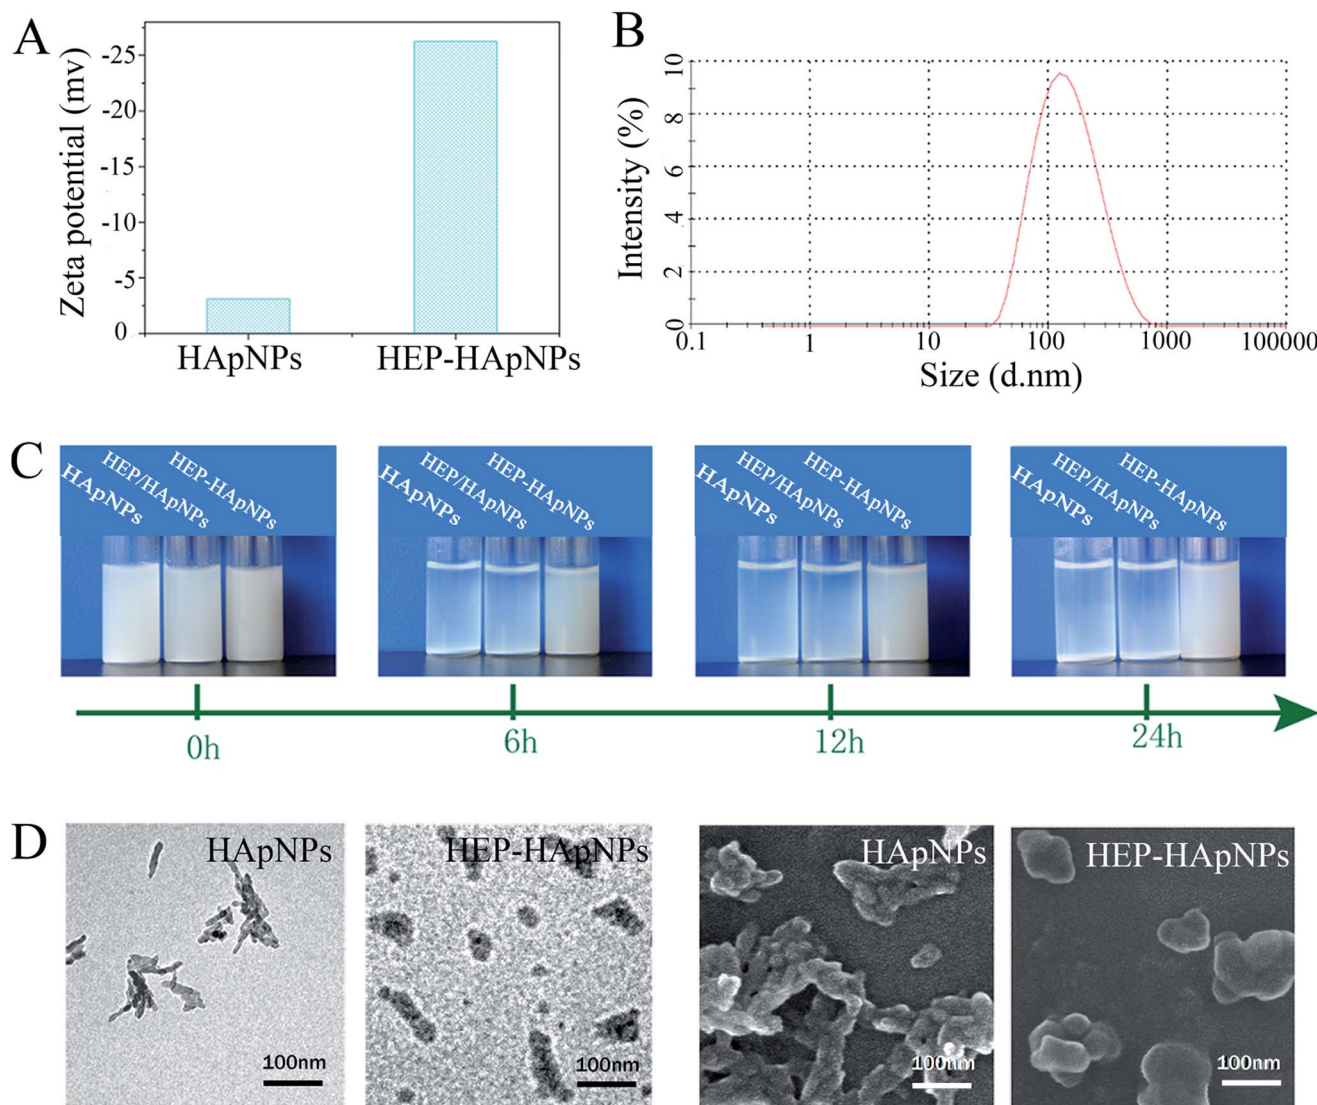 A
Zeta potential (mv)
-25
-20
-15
-10
-5
0
HApNPs
HEP-HApNPs
B
Intensity (%)
10
8
6
4
2
0
0.1
1
10
100
1000
100000
Size (d.nm)
C
HApNPs
HEP/HApNPs
HEP-HApNPs
HApNPs
HEP/HApNPs
HEP-HApNPs
HApNPs
HEP/HApNPs
HEP-HApNPs
HApNPs
HEP/HApNPs
HEP-HApNPs
0h
6h
12h
24h
D
HApNPs
100nm
HEP-HApNPs
100nm
HApNPs
100nm
HEP-HApNPs
100nm